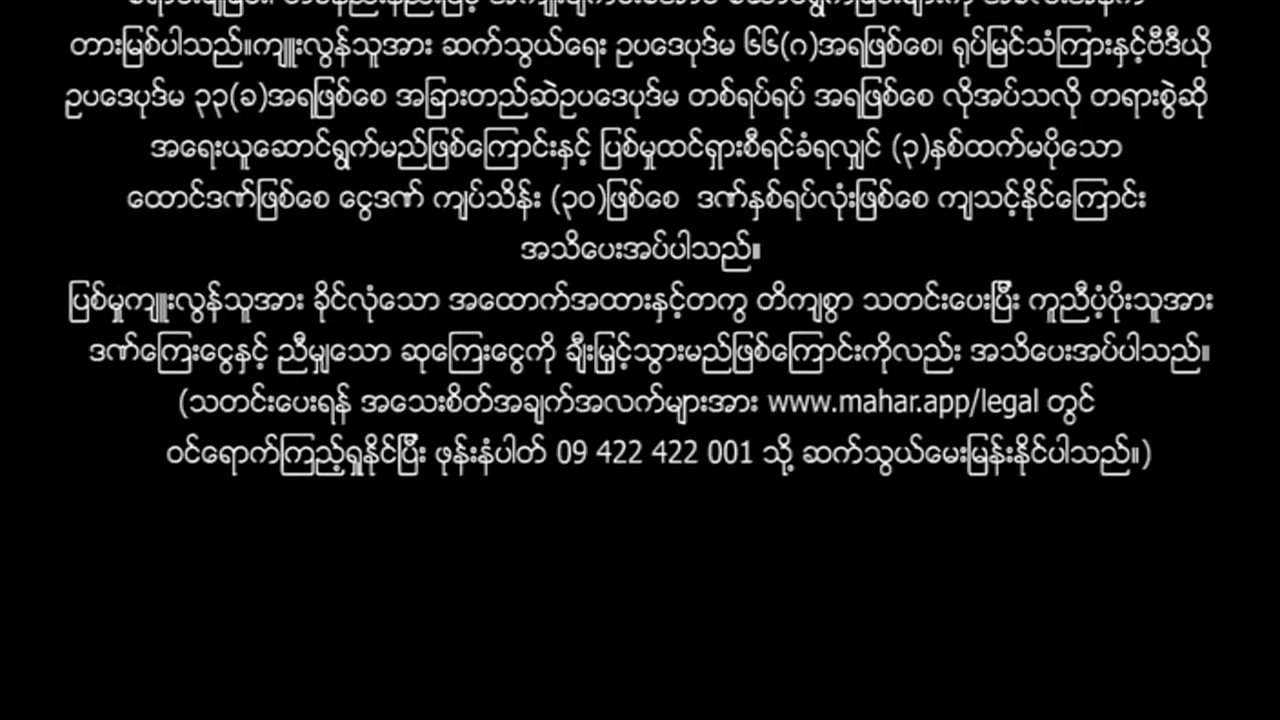 တားမြစ်ပါသည်။ကျူးလွန်သူအား ဆက်သွယ်ရေး ဥပဒေပုဒ်မ ၆၆(ဂ)အရဖြစ်စေ၊ ရုပ်မြင်သံကြားနှင့်ဗီဒီယို
ဥပဒေပုဒ်မ ၃၃(ခ)အရဖြစ်စေ အခြားတည်ဆဲဥပဒေပုဒ်မ တစ်ရပ်ရပ် အရဖြစ်စေ လိုအပ်သလို တရားစွဲဆို
အရေးယူဆောင်ရွက်မည်ဖြစ်ကြောင်းနှင့် ပြစ်မှုထင်ရှားစီရင်ခံရလျှင် (၃)နှစ်ထက်မပိုသော
ထောင်ဒဏ်ဖြစ်စေ ငွေဒဏ် ကျပ်သိန်း (၃၀)ဖြစ်စေ ဒဏ်နှစ်ရပ်လုံးဖြစ်စေ ကျသင့်နိုင်ကြောင်း
အသိပေးအပ်ပါသည်။
ပြစ်မှုကျူးလွန်သူအား ခိုင်လုံသော အထောက်အထားနှင့်တကွ တိကျစွာ သတင်းပေးပြီး ကူညီပံ့ပိုးသူအား
ဒဏ်ကြေးငွေနှင့် ညီမျှသော ဆုကြေးငွေကို ချီးမြှင့်သွားမည်ဖြစ်ကြောင်းကိုလည်း အသိပေးအပ်ပါသည်။
(သတင်းပေးရန် အသေးစိတ်အချက်အလက်များအား www.mahar.app/legal တွင်
ဝင်ရောက်ကြည့်ရှုနိုင်ပြီး ဖုန်းနံပါတ် 09 422 422 001 သို့ ဆက်သွယ်မေးမြန်းနိုင်ပါသည်။)